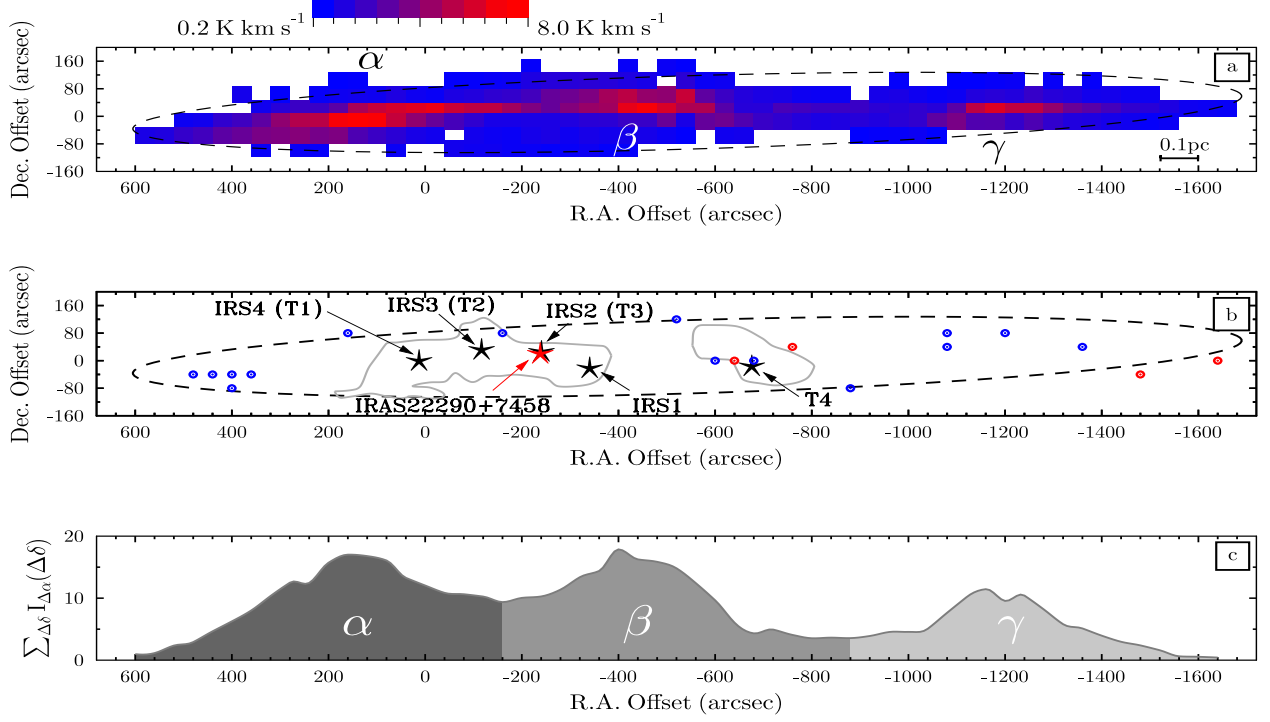 0.2 K km s⁻¹ 8.0 K km s⁻¹
Dec. Offset (arcsec)
160
80
0
-80
-160
α
β
γ
a
0.1pc
600 400 200 0 -200 -400 -600 -800 -1000 -1200 -1400 -1600
R.A. Offset (arcsec)
Dec. Offset (arcsec)
160
80
0
-80
-160
IRS4 (T1)
IRS3 (T2)
IRS2 (T3)
b
IRAS22290+7458
IRS1
T4
600 400 200 0 -200 -400 -600 -800 -1000 -1200 -1400 -1600
R.A. Offset (arcsec)
∑Δδ IΔα(Δδ)
20
10
0
α
β
γ
c
600 400 200 0 -200 -400 -600 -800 -1000 -1200 -1400 -1600
R.A. Offset (arcsec)